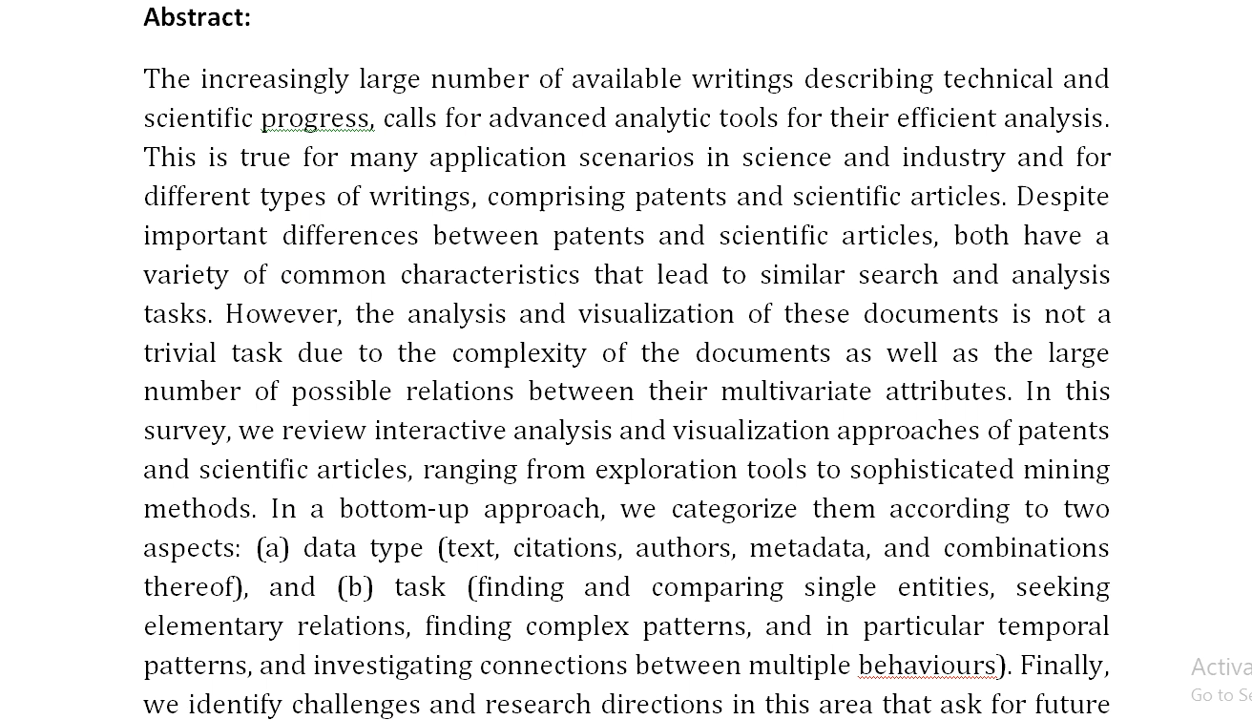 Abstract:
The increasingly large number of available writings describing technical and
scientific progress, calls for advanced analytic tools for their efficient analysis.
This is true for many application scenarios in science and industry and for
different types of writings, comprising patents and scientific articles. Despite
important differences between patents and scientific articles, both have a
variety of common characteristics that lead to similar search and analysis
tasks. However, the analysis and visualization of these documents is not a
trivial task due to the complexity of the documents as well as the large
number of possible relations between their multivariate attributes. In this
survey, we review interactive analysis and visualization approaches of patents
and scientific articles, ranging from exploration tools to sophisticated mining
methods. In a bottom-up approach, we categorize them according to two
aspects: (a) data type (text, citations, authors, metadata, and combinations
thereof), and (b) task (finding and comparing single entities, seeking
elementary relations, finding complex patterns, and in particular temporal
patterns, and investigating connections between multiple behaviours). Finally,
we identify challenges and research directions in this area that ask for future
Activa
Go to Se